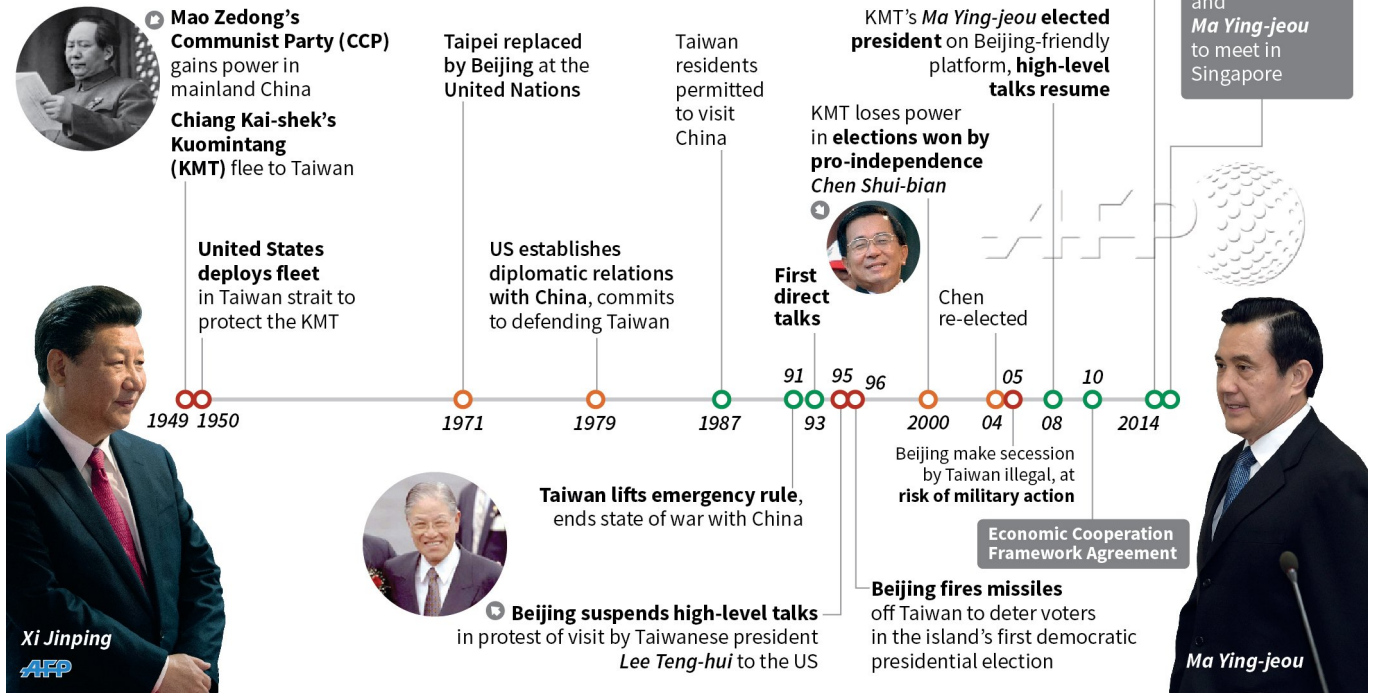 Mao Zedong's
Communist Party (CCP)
gains power in
mainland China
Chiang Kai-shek's
Kuomintang
(KMT) flee to Taiwan
United States
deploys fleet
in Taiwan strait to
protect the KMT
Taipei replaced
by Beijing at the
United Nations
US establishes
diplomatic relations
with China, commits
to defending Taiwan
Taiwan
residents
permitted
to visit
China
First
direct
talks
KMT loses power
in elections won by
pro-independence
Chen Shui-bian
Chen
re-elected
KMT's Ma Ying-jeou elected
president on Beijing-friendly
platform, high-level
talks resume
and
Ma Ying-jeou
to meet in
Singapore
AFP
1949
1950
1971
1979
1987
91
93
95
96
2000
04
05
08
10
2014
Taiwan lifts emergency rule,
ends state of war with China
Beijing suspends high-level talks
in protest of visit by Taiwanese president
Lee Teng-hui to the US
Beijing fires missiles
off Taiwan to deter voters
in the island's first democratic
presidential election
Beijing make secession
by Taiwan illegal, at
risk of military action
Economic Cooperation
Framework Agreement
Xi Jinping
AFP
Ma Ying-jeou